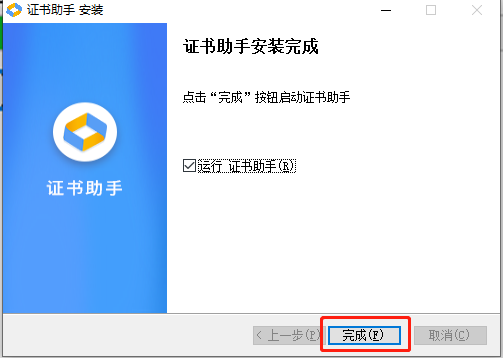 证书助手 安装
证书助手安装完成
点击“完成”按钮启动证书助手
运行 证书助手(R)
证书助手
< 上一步(P)
完成(F)
取消(C)